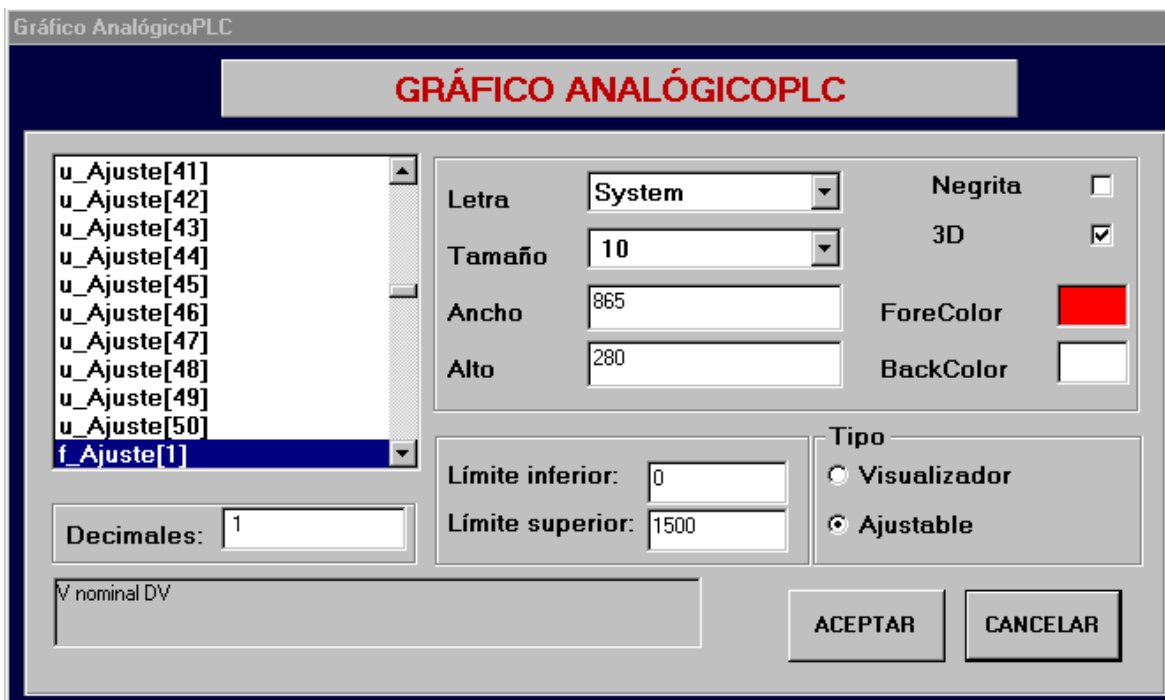 Gráfico AnalógicoPLC
GRÁFICO ANALÓGICOPLC
u_Ajuste[41]
u_Ajuste[42]
u_Ajuste[43]
u_Ajuste[44]
u_Ajuste[45]
u_Ajuste[46]
u_Ajuste[47]
u_Ajuste[48]
u_Ajuste[49]
u_Ajuste[50]
f_Ajuste[1]
Decimales: 1
Letra System
Tamaño 10
Ancho 865
Alto 280
Negrita
3D
ForeColor
BackColor
Límite inferior: 0
Límite superior: 1500
Tipo
Visualizador
Ajustable
V nominal DV
ACEPTAR
CANCELAR